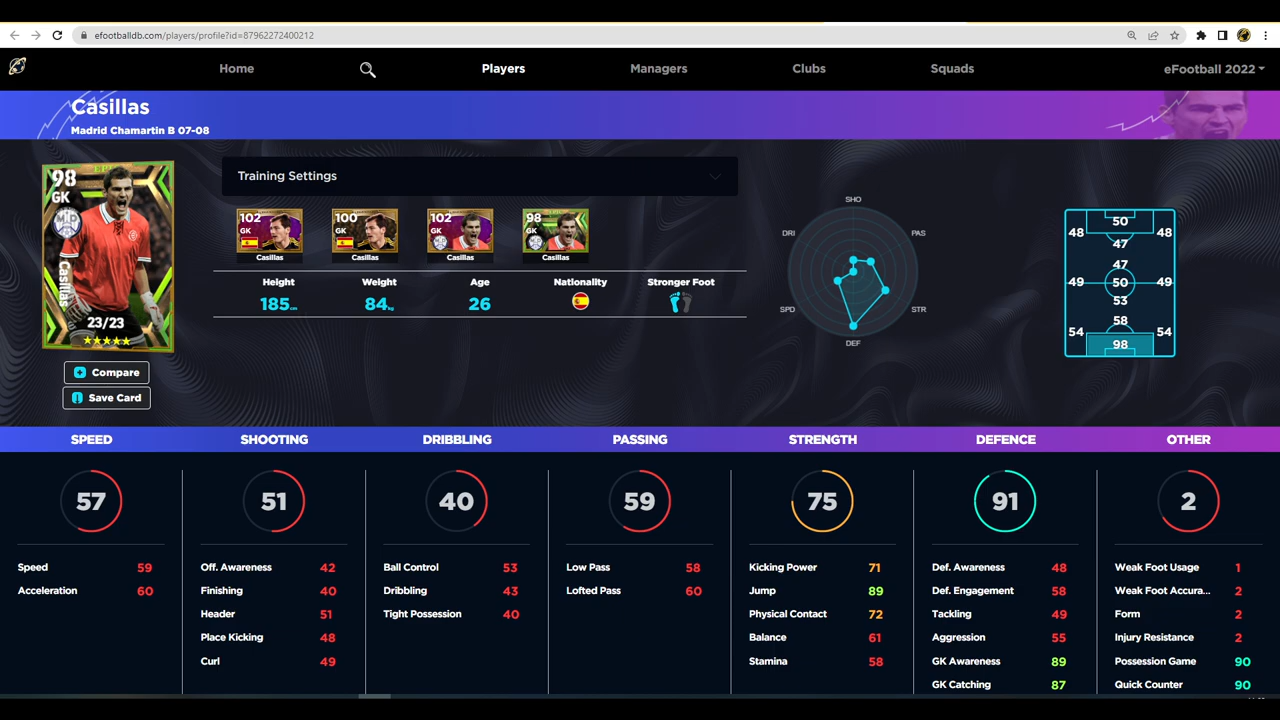 efootballdb.com/players/profile?id=87962272400212
Home
Players
Managers
Clubs
Squads
eFootball 2022
Casillas
Madrid Chamartin B 07-08
98
GK
Casillas
23/23
Compare
Save Card
Training Settings
102
GK
Casillas
100
GK
Casillas
102
GK
Casillas
98
GK
Casillas
Height Weight Age Nationality Stronger Foot
185cm 84kg 26
SHO
DRI PAS
SPD STR
DEF
50
48 48
47
47
49 50 49
53
58
54 54
98
SPEED SHOOTING DRIBBLING PASSING STRENGTH DEFENCE OTHER
57 51 40 59 75 91 2
Speed 59
Acceleration 60
Off. Awareness 42
Finishing 40
Header 51
Place Kicking 48
Curl 49
Ball Control 53
Dribbling 43
Tight Possession 40
Low Pass 58
Lofted Pass 60
Kicking Power 71
Jump 89
Physical Contact 72
Balance 61
Stamina 58
Def. Awareness 48
Def. Engagement 58
Tackling 49
Aggression 55
GK Awareness 89
GK Catching 87
Weak Foot Usage 1
Weak Foot Accura... 2
Form 2
Injury Resistance 2
Possession Game 90
Quick Counter 90